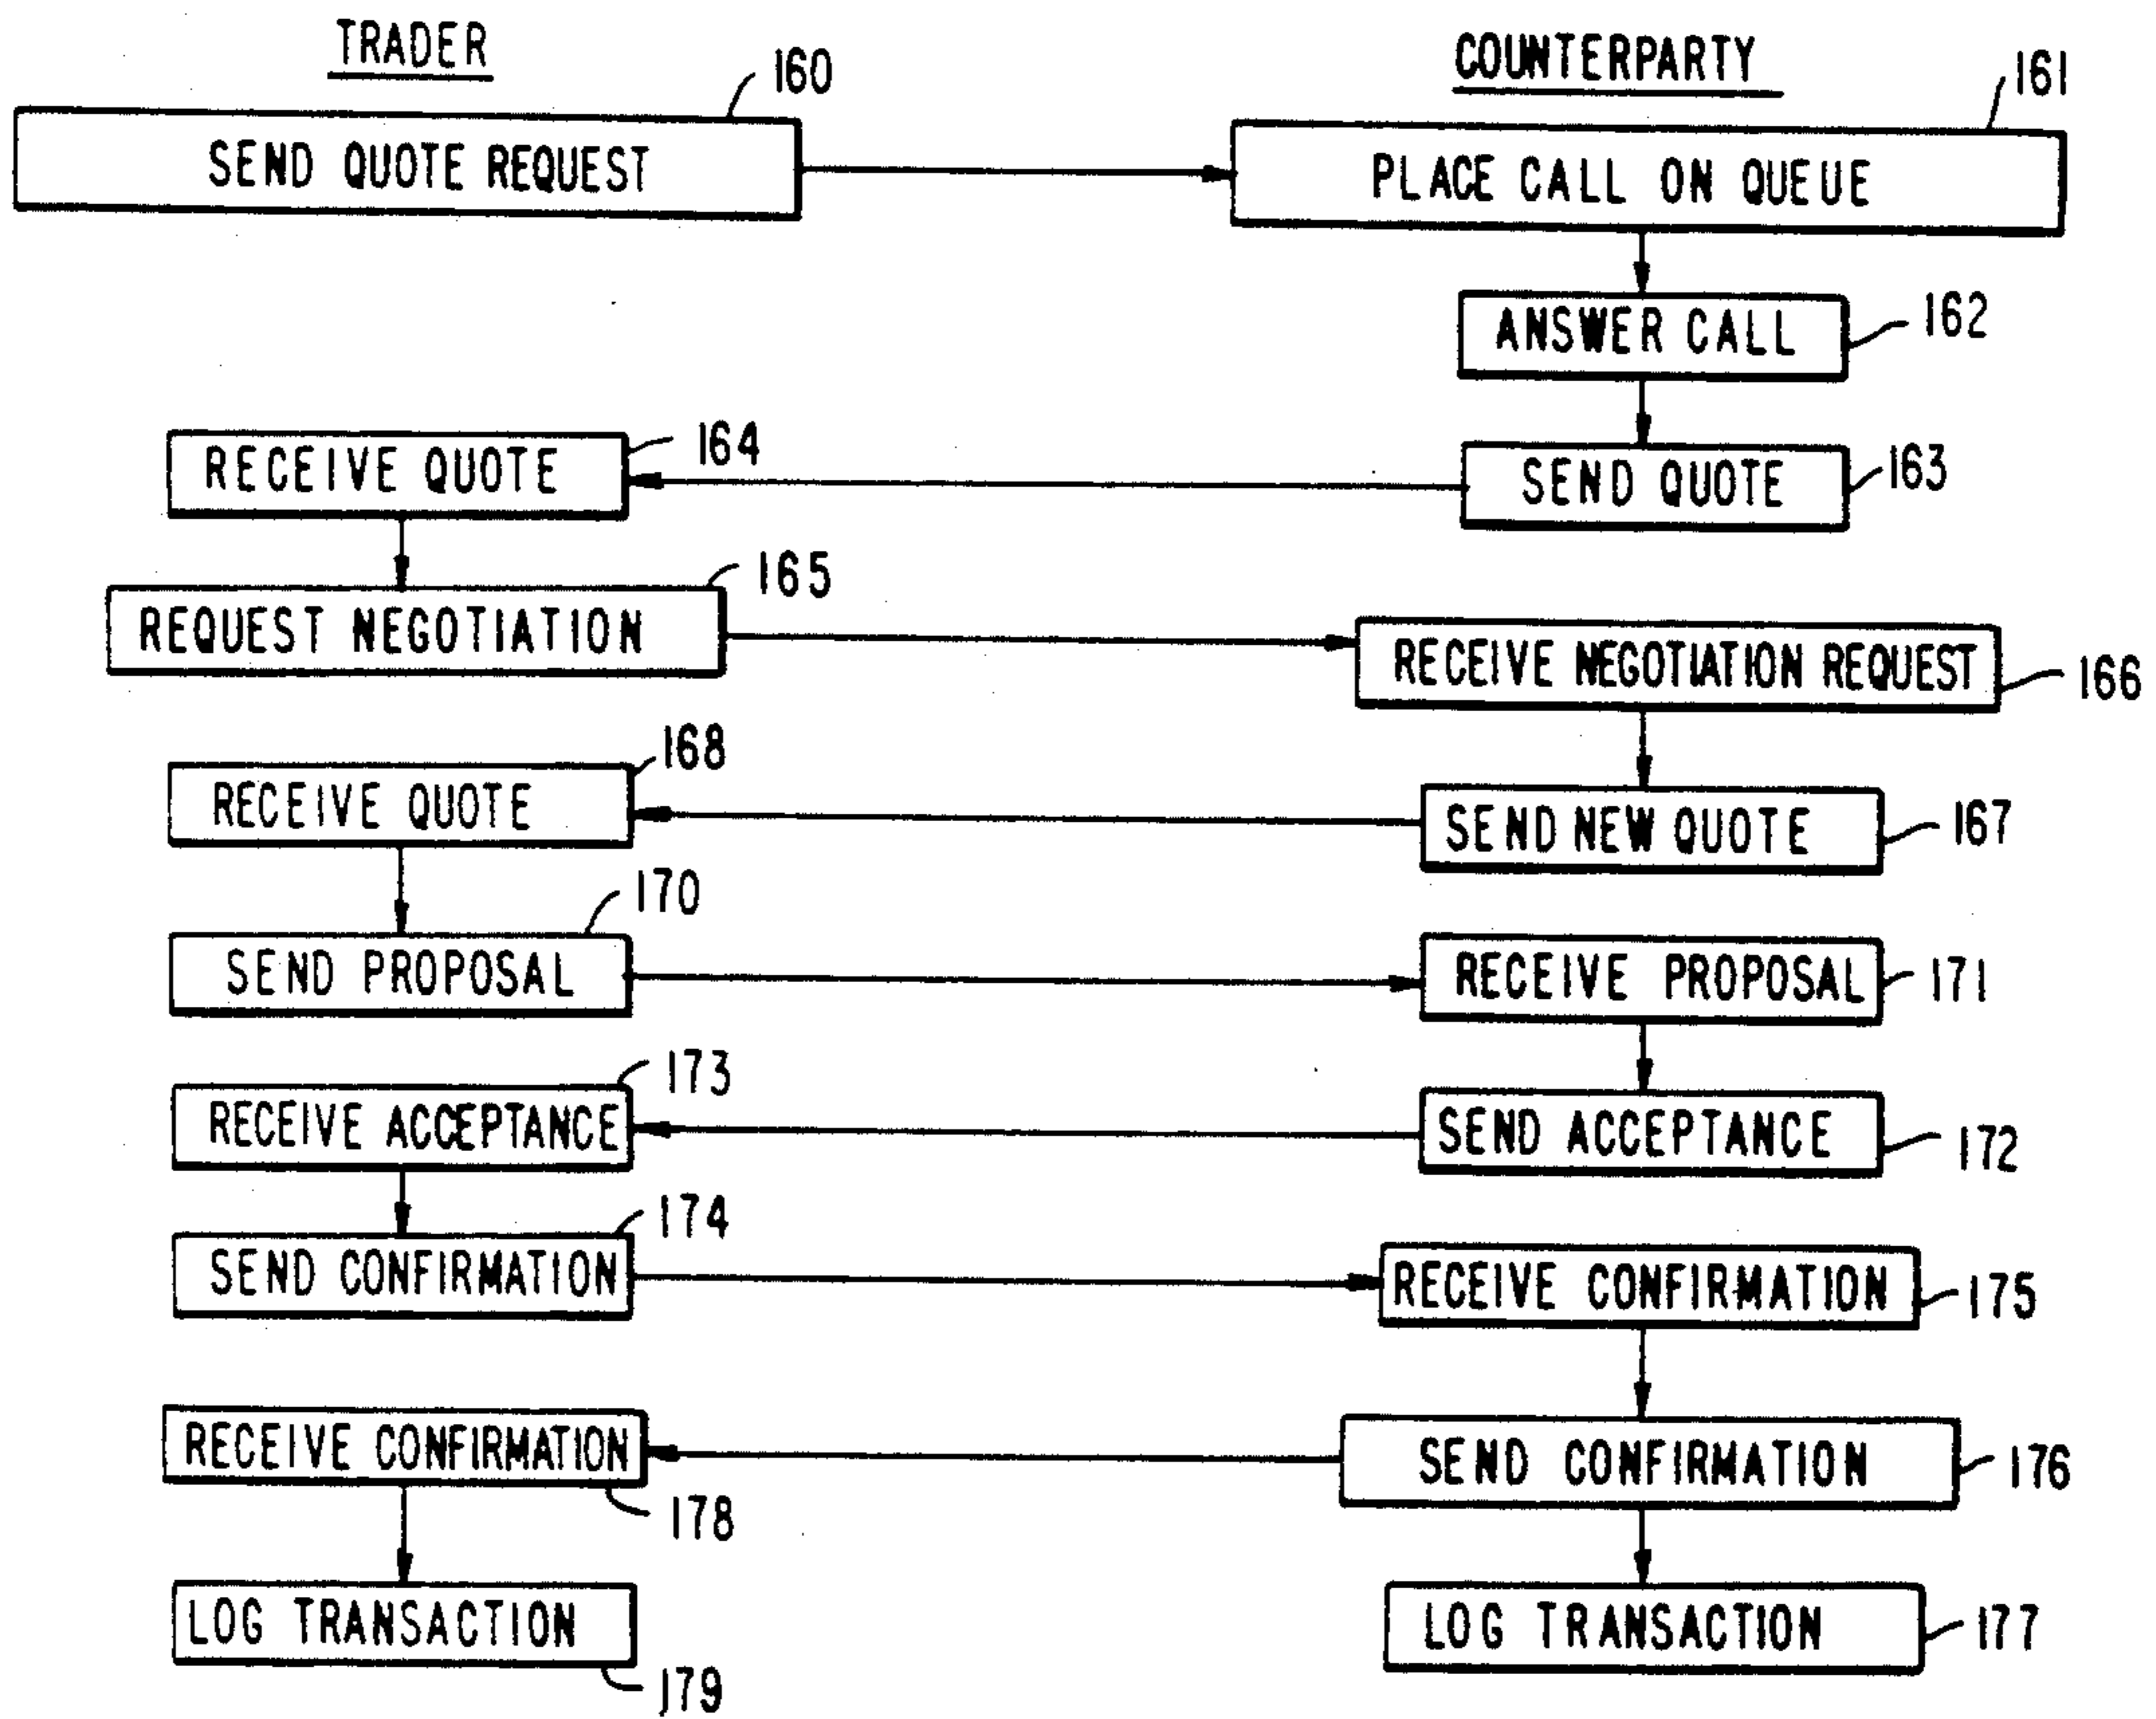 TRADER
COUNTERPARTY
160
161
SEND QUOTE REQUEST
PLACE CALL ON QUEUE
ANSWER CALL
162
RECEIVE QUOTE
164
SEND QUOTE
163
REQUEST NEGOTIATION
165
RECEIVE NEGOTIATION REQUEST
166
168
RECEIVE QUOTE
SEND NEW QUOTE
167
170
SEND PROPOSAL
RECEIVE PROPOSAL
171
173
RECEIVE ACCEPTANCE
SEND ACCEPTANCE
172
174
SEND CONFIRMATION
RECEIVE CONFIRMATION
175
RECEIVE CONFIRMATION
178
SEND CONFIRMATION
176
LOG TRANSACTION
179
LOG TRANSACTION
177